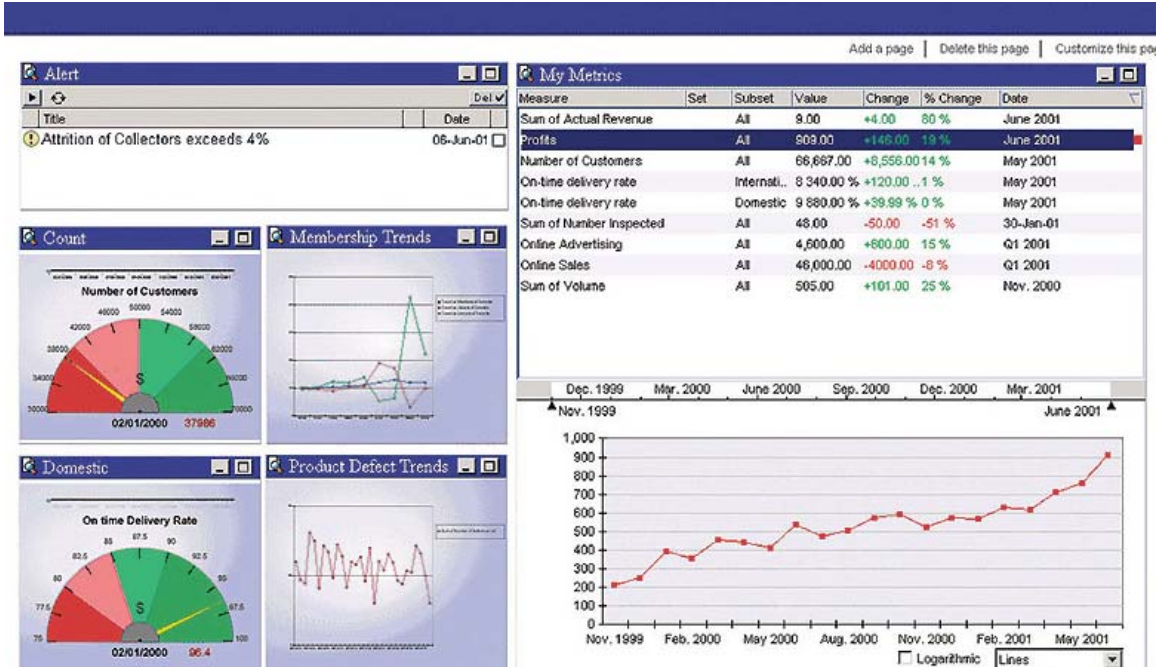 Add a page | Delete this page | Customize this pag
Alert
Del
Title Date
Attrition of Collectors exceeds 4% 06-Jun-01
My Metrics
Measure Set Subset Value Change % Change Date
Sum of Actual Revenue All 9.00 +4.00 80 % June 2001
Profits All 909.00 +146.00 19 % June 2001
Number of Customers All 66,667.00 +8,556.00 14 % May 2001
On-time delivery rate Internati.. 8 340.00 % +120.00 ..1 % May 2001
On-time delivery rate Domestic 9 880.00 % +39.99 % 0 % May 2001
Sum of Number Inspected All 48.00 -50.00 -51 % 30-Jan-01
Online Advertising All 4,600.00 +600.00 15 % Q1 2001
Online Sales All 46,000.00 -4000.00 -8 % Q1 2001
Sum of Volume All 505.00 +101.00 25 % Nov. 2000
Count
Number of Customers
30000 34000 38000 42000 46000 50000 54000 58000 62000 66000 70000
$
02/01/2000 37986
Membership Trends
Domestic
On time Delivery Rate
75 77.5 80 82.5 85 87.5 90 92.5 95 97.5 100
$
02/01/2000 96.4
Product Defect Trends
Dec. 1999 Mar. 2000 June 2000 Sep. 2000 Dec. 2000 Mar. 2001
Nov. 1999 June 2001
1,000
900
800
700
600
500
400
300
200
100
0
Nov. 1999 Feb. 2000 May 2000 Aug. 2000 Nov. 2000 Feb. 2001 May 2001
Logarithmic Lines